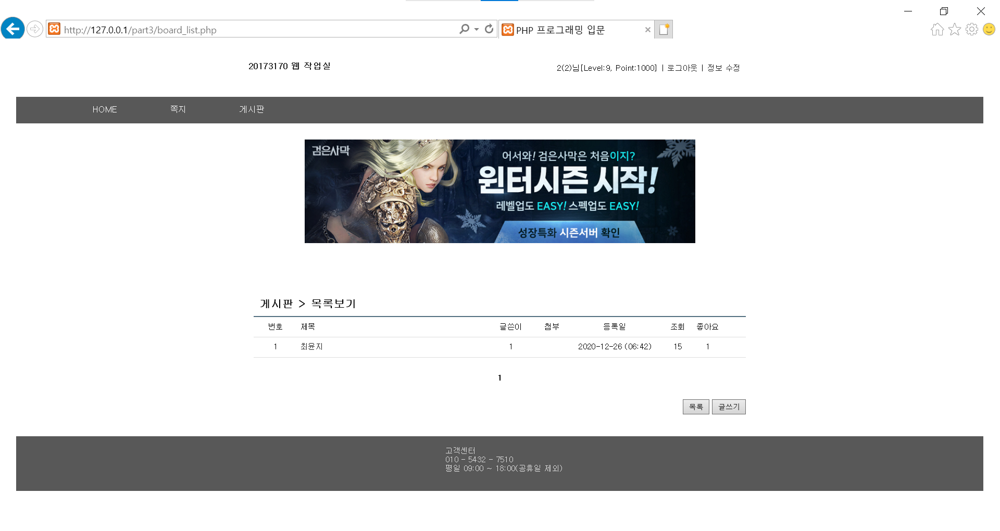 http://127.0.0.1/part3/board_list.php
PHP 프로그래밍 입문
20173170 웹 작업실
2(2)님[Level:9, Point:1000] | 로그아웃 | 정보 수정
HOME 쪽지 게시판
검은사막
어서와! 검은사막은 처음이지?
윈터시즌 시작!
레벨업도 EASY! 스펙업도 EASY!
성장특화 시즌서버 확인
게시판 > 목록보기
번호 제목 글쓴이 첨부 등록일 조회 좋아요
1 최윤지 1 2020-12-26 (06:42) 15 1
1
목록 글쓰기
고객센터
010 - 5432 - 7510
평일 09:00 ~ 18:00(공휴일 제외)